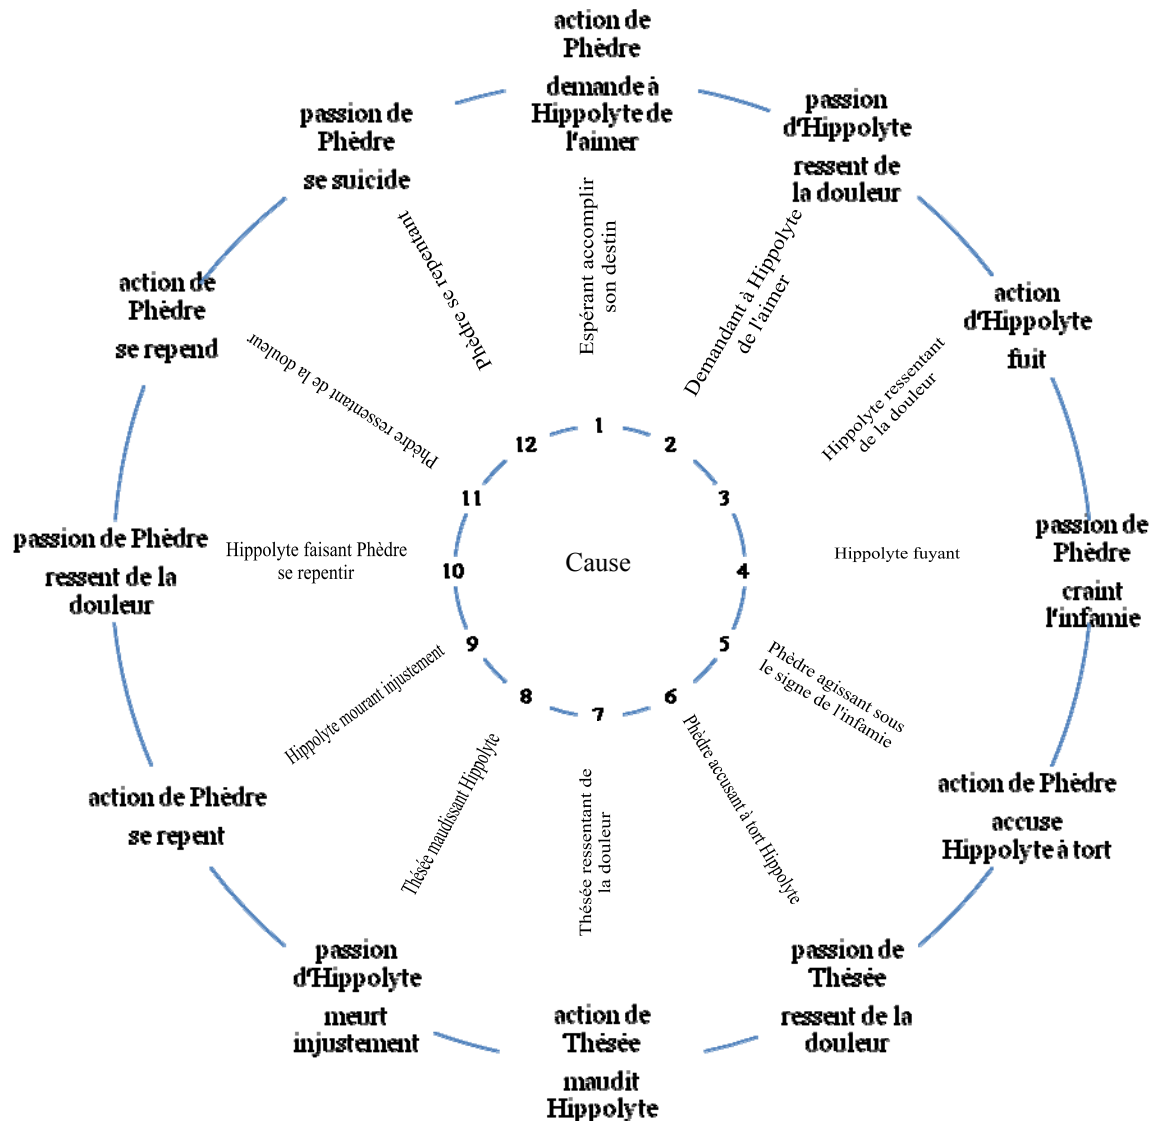 action de
Phèdre
demande à
Hippolyte de
l'aimer
passion
d'Hippolyte
ressent de
la douleur
action
d'Hippolyte
fuit
passion de
Phèdre
craint
l'infamie
action de Phèdre
accuse
Hippolyte à tort
passion de
Thésée
ressent de la
douleur
action de
Thésée
maudit
Hippolyte
passion
d'Hippolyte
meurt
injustement
action de Phèdre
se repent
passion de Phèdre
ressent de la
douleur
action de
Phèdre
se repend
passion de
Phèdre
se suicide
Espérant accomplir
son destin
Demandant à Hippolyte
de l'aimer
Hippolyte ressentant
de la douleur
Hippolyte fuyant
Phèdre agissant sous
le signe de l'infamie
Phèdre accusant à tort Hippolyte
Thésée ressentant de
la douleur
Thésée maudissant Hippolyte
Hippolyte mourant injustement
Hippolyte faisant Phèdre
se repentir
Phèdre ressentant de la douleur
Phèdre se repentant
1
2
3
4
5
6
7
8
9
10
11
12
Cause